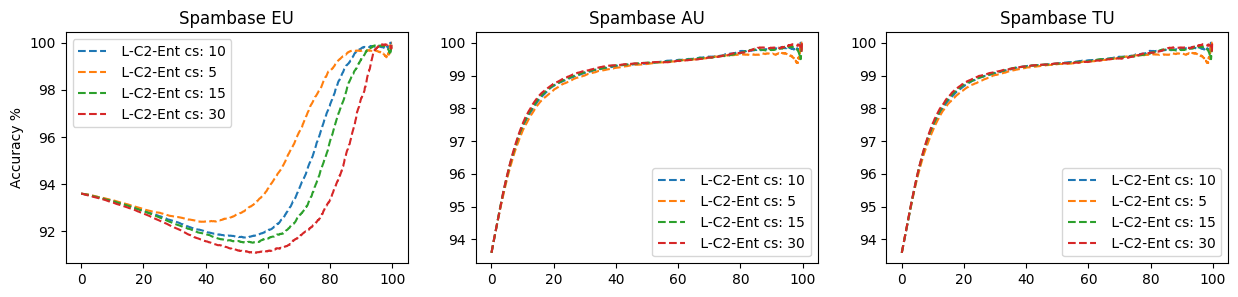 Spambase EU
Accuracy %
100
98
96
94
92
0 20 40 60 80 100
L-C2-Ent cs: 10
L-C2-Ent cs: 5
L-C2-Ent cs: 15
L-C2-Ent cs: 30
Spambase AU
100
99
98
97
96
95
94
0 20 40 60 80 100
L-C2-Ent cs: 10
L-C2-Ent cs: 5
L-C2-Ent cs: 15
L-C2-Ent cs: 30
Spambase TU
100
99
98
97
96
95
94
0 20 40 60 80 100
L-C2-Ent cs: 10
L-C2-Ent cs: 5
L-C2-Ent cs: 15
L-C2-Ent cs: 30